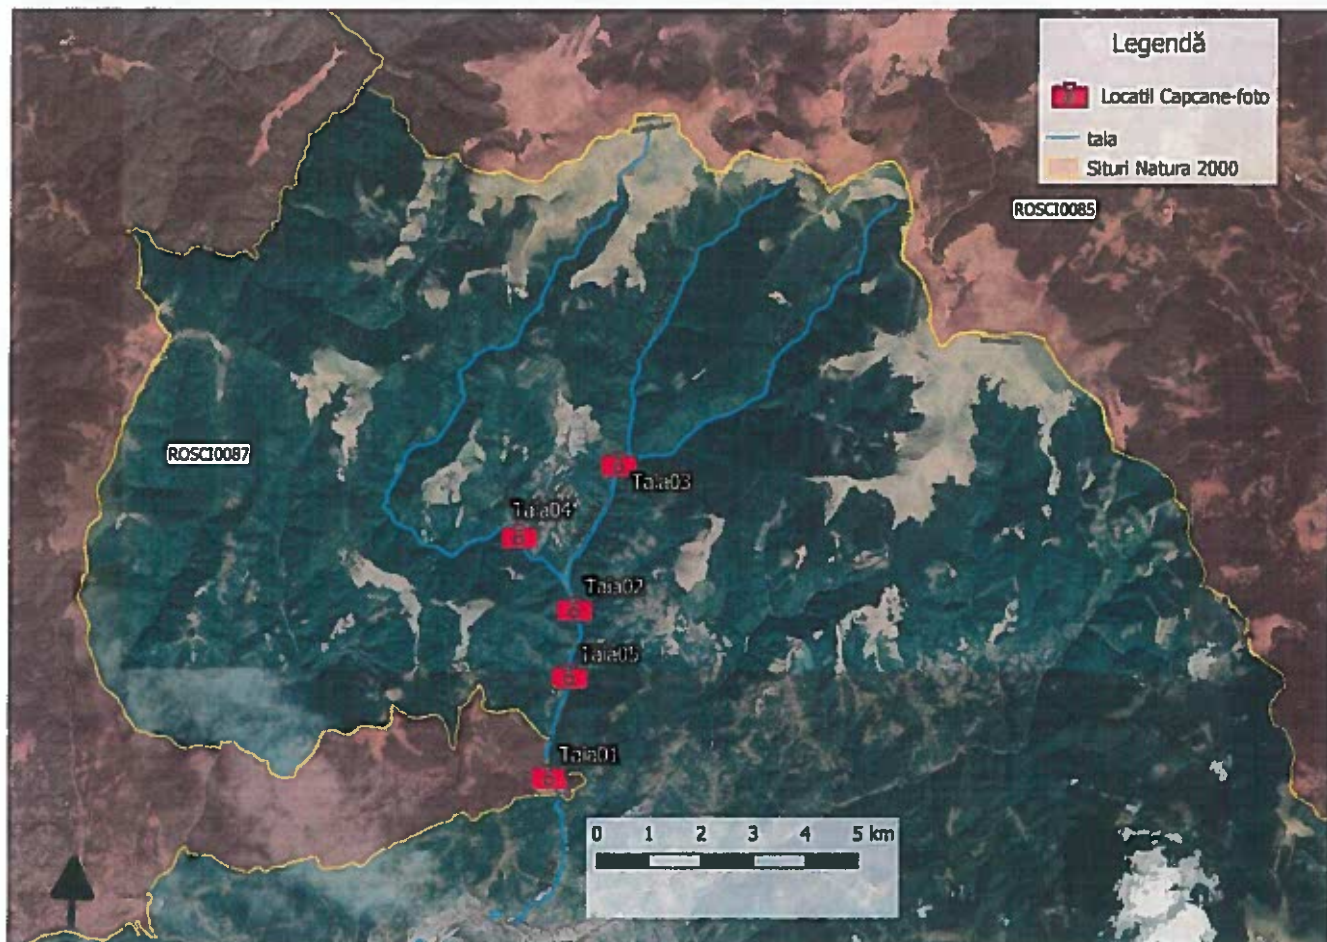 Legendă
Locatii Capcane-foto
taia
Situri Natura 2000
ROSCI0085
ROSCI0087
Taia03
Taia04
Taia02
Taia05
Taia01
0 1 2 3 4 5 km